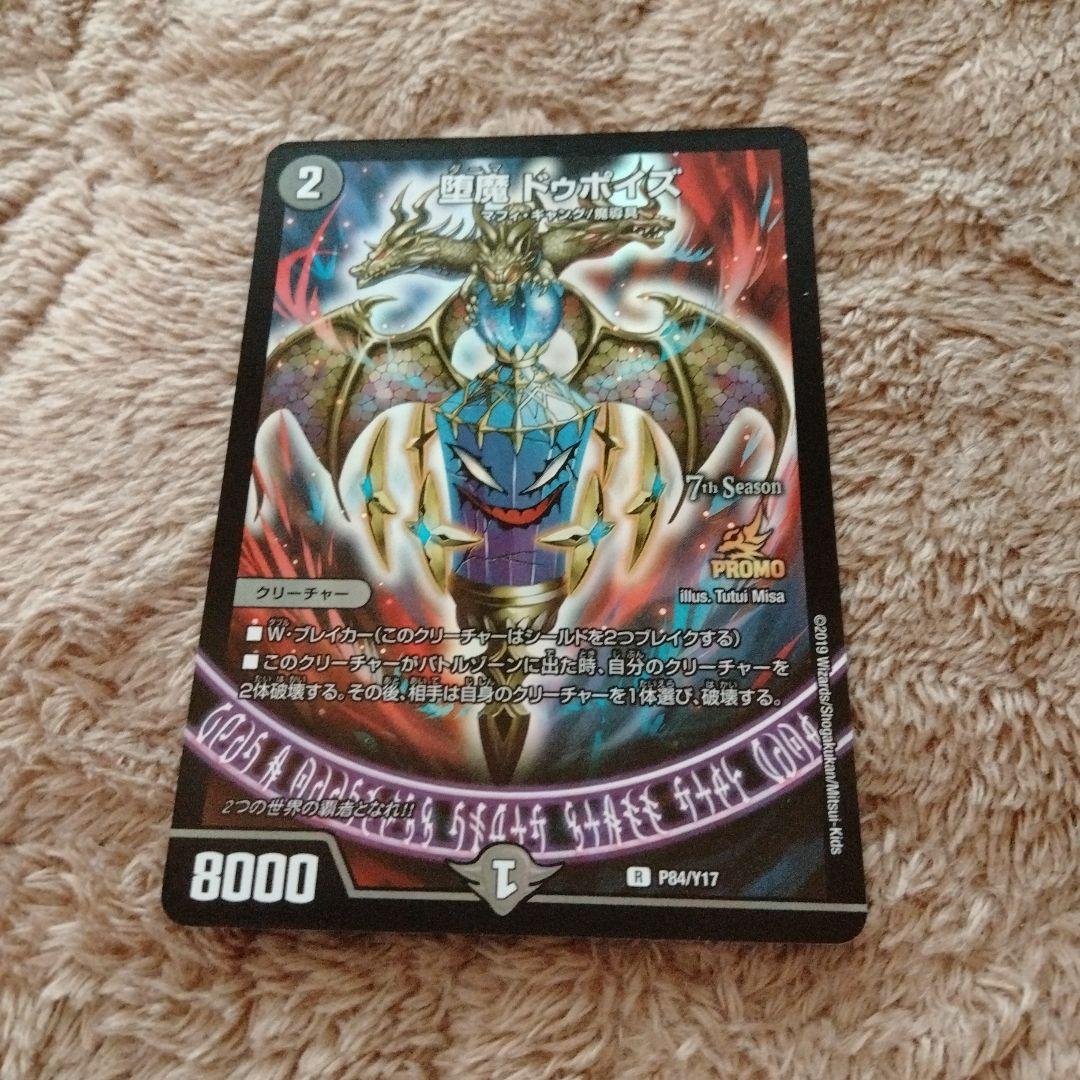 2
堕魔 ドゥポイズ
マフィ・ギャング/魔導具
7th Season
PROMO
illus. Tutui Misa
クリーチャー
■W・ブレイカー(このクリーチャーはシールドを2つブレイクする)
■このクリーチャーがバトルゾーンに出た時、自分のクリーチャーを
2体破壊する。その後、相手は自身のクリーチャーを1体選び、破壊する。
2つの世界の覇者となれ!!
8000
1
R P84/Y17
©2019 Wizards/Shogakukan/Mitsui-Kids